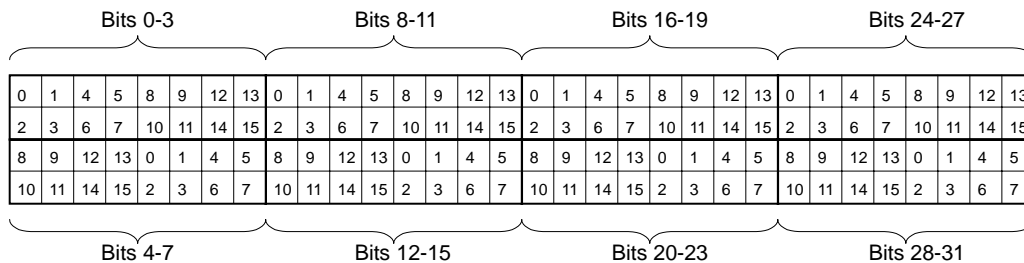 Bits 0-3 Bits 8-11 Bits 16-19 Bits 24-27
0 1 4 5 8 9 12 13 0 1 4 5 8 9 12 13 0 1 4 5 8 9 12 13 0 1 4 5 8 9 12 13
2 3 6 7 10 11 14 15 2 3 6 7 10 11 14 15 2 3 6 7 10 11 14 15 2 3 6 7 10 11 14 15
8 9 12 13 0 1 4 5 8 9 12 13 0 1 4 5 8 9 12 13 0 1 4 5 8 9 12 13 0 1 4 5
10 11 14 15 2 3 6 7 10 11 14 15 2 3 6 7 10 11 14 15 2 3 6 7 10 11 14 15 2 3 6 7
Bits 4-7 Bits 12-15 Bits 20-23 Bits 28-31